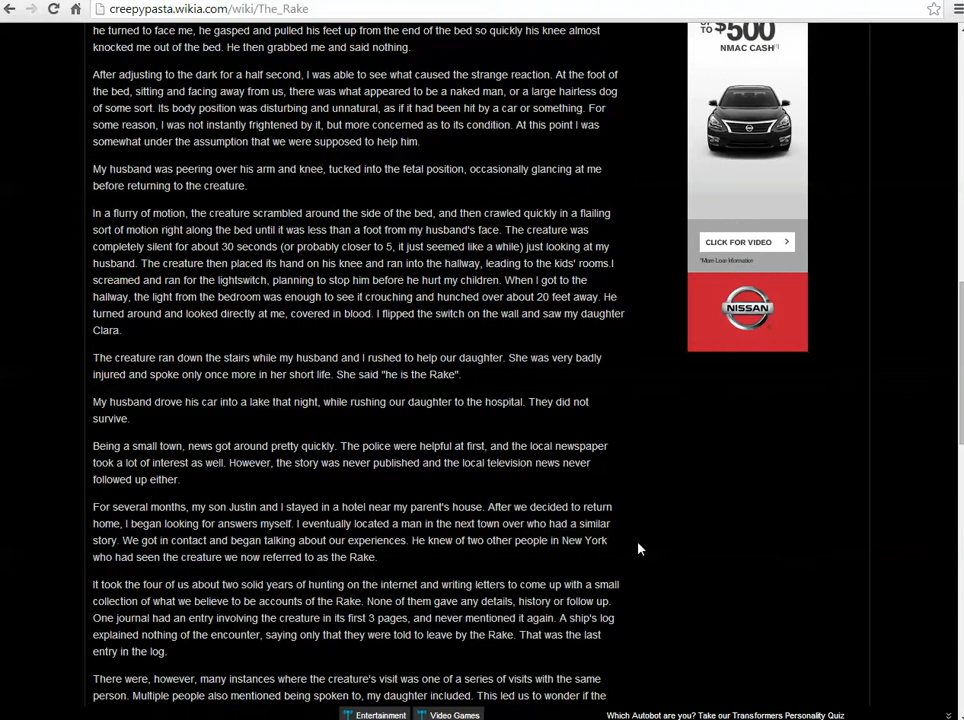 creepypasta.wikia.com/wiki/The_Rake
he turned to face me, he gasped and pulled his feet up from the end of the bed so quickly his knee almost
knocked me out of the bed. He then grabbed me and said nothing.
After adjusting to the dark for a half second, I was able to see what caused the strange reaction. At the foot of
the bed, sitting and facing away from us, there was what appeared to be a naked man, or a large hairless dog
of some sort. Its body position was disturbing and unnatural, as if it had been hit by a car or something. For
some reason, I was not instantly frightened by it, but more concerned as to its condition. At this point I was
somewhat under the assumption that we were supposed to help him.
My husband was peering over his arm and knee, tucked into the fetal position, occasionally glancing at me
before returning to the creature.
In a flurry of motion, the creature scrambled around the side of the bed, and then crawled quickly in a flailing
sort of motion right along the bed until it was less than a foot from my husband's face. The creature was
completely silent for about 30 seconds (or probably closer to 5, it just seemed like a while) just looking at my
husband. The creature then placed its hand on his knee and ran into the hallway, leading to the kids' rooms.I
screamed and ran for the lightswitch, planning to stop him before he hurt my children. When I got to the
hallway, the light from the bedroom was enough to see it crouching and hunched over about 20 feet away. He
turned around and looked directly at me, covered in blood. I flipped the switch on the wall and saw my daughter
Clara.
The creature ran down the stairs while my husband and I rushed to help our daughter. She was very badly
injured and spoke only once more in her short life. She said "he is the Rake".
My husband drove his car into a lake that night, while rushing our daughter to the hospital. They did not
survive.
Being a small town, news got around pretty quickly. The police were helpful at first, and the local newspaper
took a lot of interest as well. However, the story was never published and the local television news never
followed up either.
For several months, my son Justin and I stayed in a hotel near my parent's house. After we decided to return
home, I began looking for answers myself. I eventually located a man in the next town over who had a similar
story. We got in contact and began talking about our experiences. He knew of two other people in New York
who had seen the creature we now referred to as the Rake.
It took the four of us about two solid years of hunting on the internet and writing letters to come up with a small
collection of what we believe to be accounts of the Rake. None of them gave any details, history or follow up.
One journal had an entry involving the creature in its first 3 pages, and never mentioned it again. A ship's log
explained nothing of the encounter, saying only that they were told to leave by the Rake. That was the last
entry in the log.
There were, however, many instances where the creature's visit was one of a series of visits with the same
person. Multiple people also mentioned being spoken to, my daughter included. This led us to wonder if the
TO $500
NMAC CASH
CLICK FOR VIDEO
*More Loan Information
NISSAN
Entertainment
Video Games
Which Autobot are you? Take our Transformers Personality Quiz